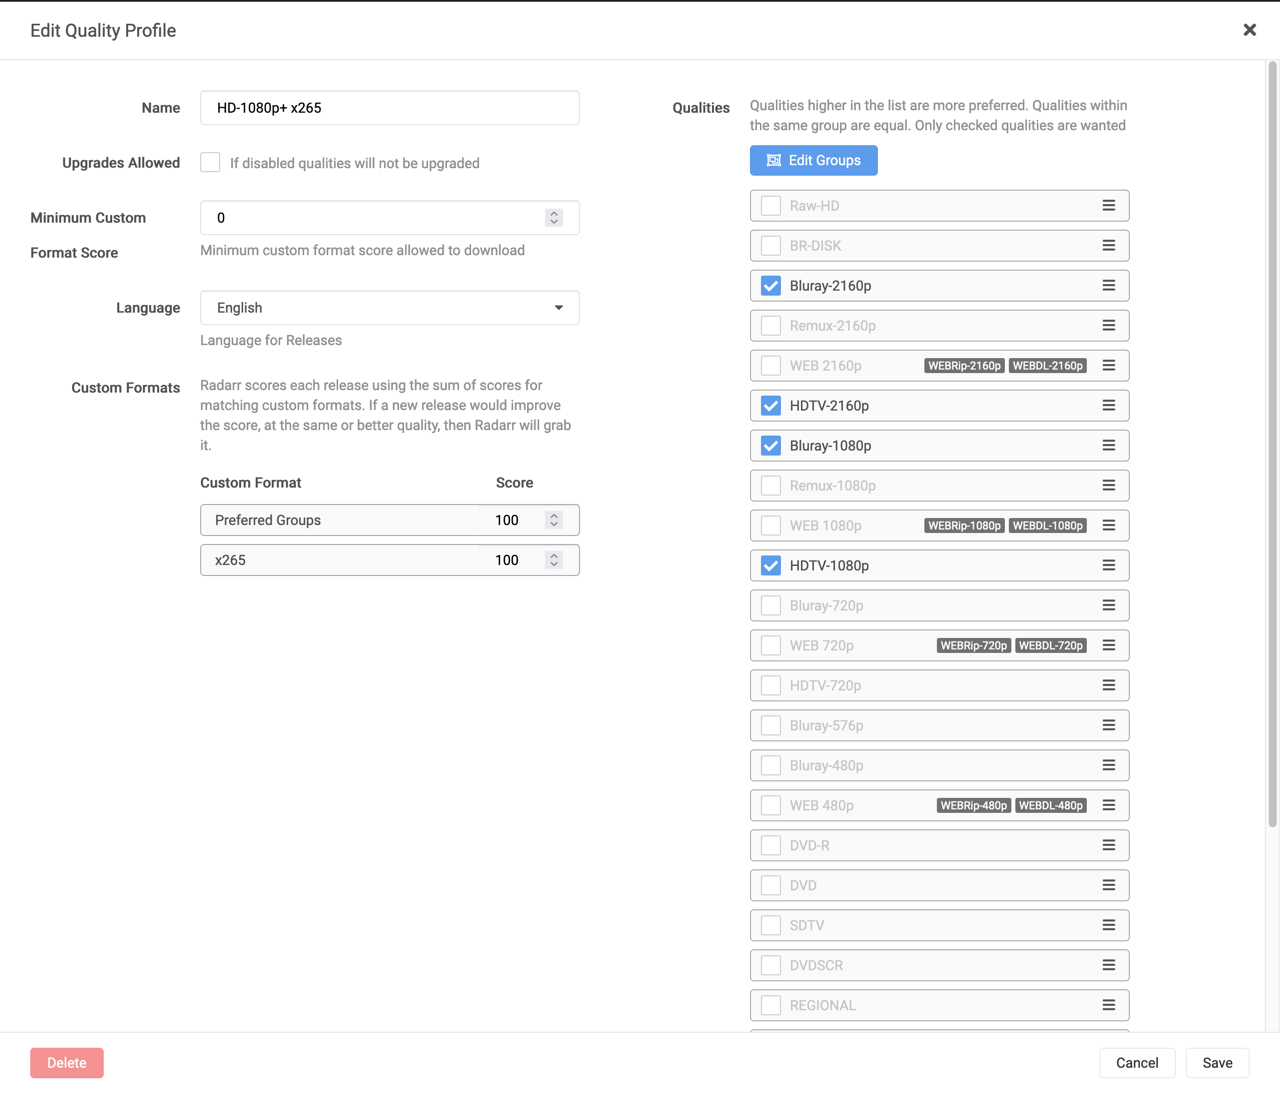 Edit Quality Profile
Name
HD-1080p+ x265
Upgrades Allowed
If disabled qualities will not be upgraded
Minimum Custom
Format Score
0
Minimum custom format score allowed to download
Language
English
Language for Releases
Custom Formats
Radarr scores each release using the sum of scores for
matching custom formats. If a new release would improve
the score, at the same or better quality, then Radarr will grab
it.
Custom Format Score
Preferred Groups 100
x265 100
Qualities
Qualities higher in the list are more preferred. Qualities within
the same group are equal. Only checked qualities are wanted
Edit Groups
Raw-HD
BR-DISK
Bluray-2160p
Remux-2160p
WEB 2160p WEBRip-2160p WEBDL-2160p
HDTV-2160p
Bluray-1080p
Remux-1080p
WEB 1080p WEBRip-1080p WEBDL-1080p
HDTV-1080p
Bluray-720p
WEB 720p WEBRip-720p WEBDL-720p
HDTV-720p
Bluray-576p
Bluray-480p
WEB 480p WEBRip-480p WEBDL-480p
DVD-R
DVD
SDTV
DVDSCR
REGIONAL
Delete
Cancel
Save